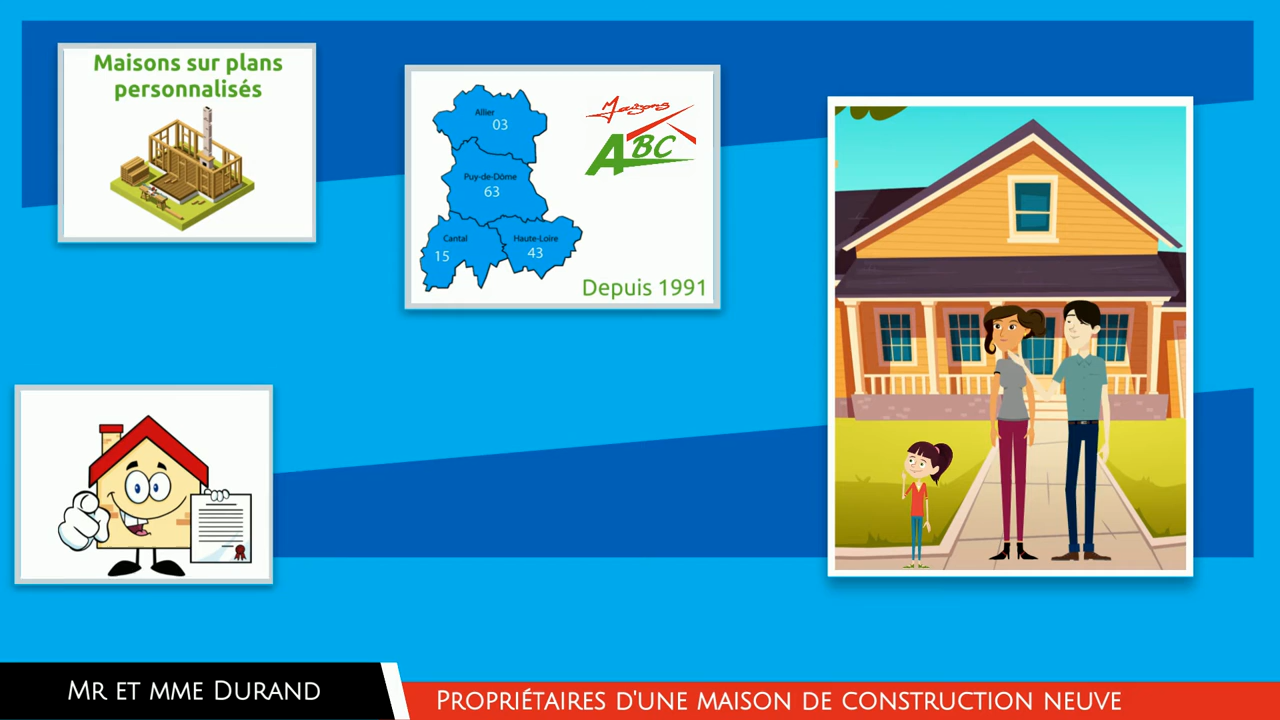 Maisons sur plans
personnalisés
Allier
03
Puy-de-Dôme
63
Cantal
15
Haute-Loire
43
Maisons
ABC
Depuis 1991
Mr et mme Durand
Propriétaires d'une maison de construction neuve